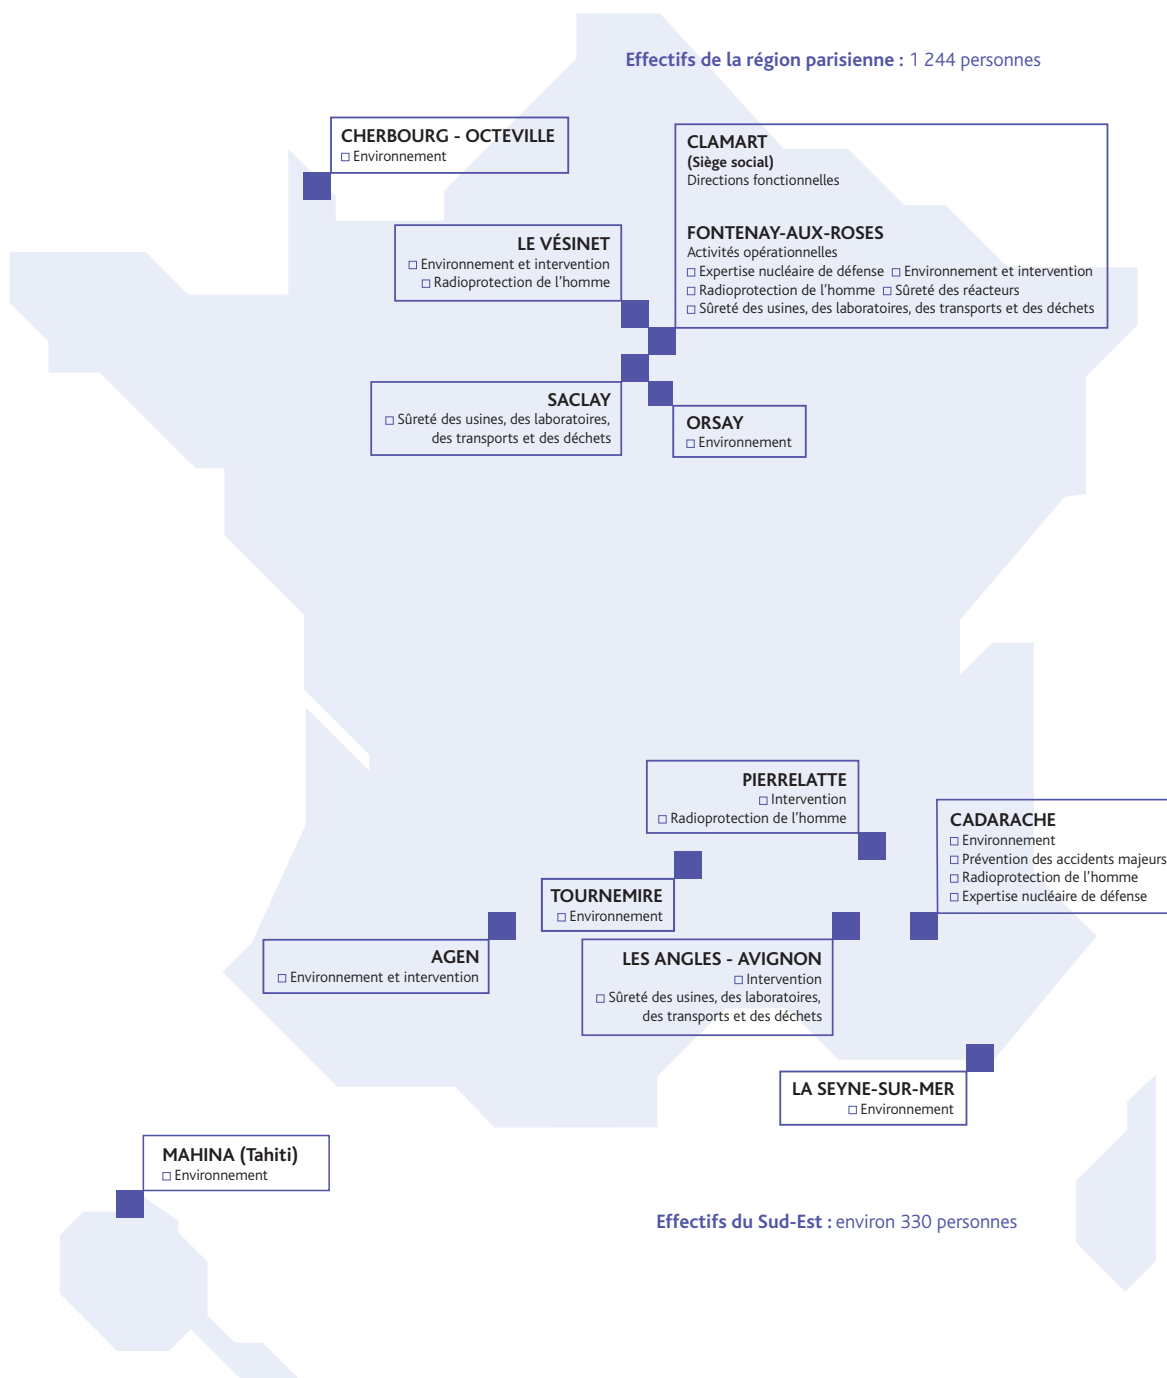 Effectifs de la région parisienne : 1 244 personnes
CHERBOURG - OCTEVILLE
□ Environnement
CLAMART
(Siège social)
Directions fonctionnelles
FONTENAY-AUX-ROSES
Activités opérationnelles
□ Expertise nucléaire de défense □ Environnement et intervention
□ Radioprotection de l'homme □ Sûreté des réacteurs
□ Sûreté des usines, des laboratoires, des transports et des déchets
LE VÉSINET
□ Environnement et intervention
□ Radioprotection de l'homme
SACLAY
□ Sûreté des usines, des laboratoires,
des transports et des déchets
ORSAY
□ Environnement
PIERRELATTE
□ Intervention
□ Radioprotection de l'homme
CADARACHE
□ Environnement
□ Prévention des accidents majeurs
□ Radioprotection de l'homme
□ Expertise nucléaire de défense
TOURNEMIRE
□ Environnement
AGEN
□ Environnement et intervention
LES ANGLES - AVIGNON
□ Intervention
□ Sûreté des usines, des laboratoires,
des transports et des déchets
LA SEYNE-SUR-MER
□ Environnement
MAHINA (Tahiti)
□ Environnement
Effectifs du Sud-Est : environ 330 personnes